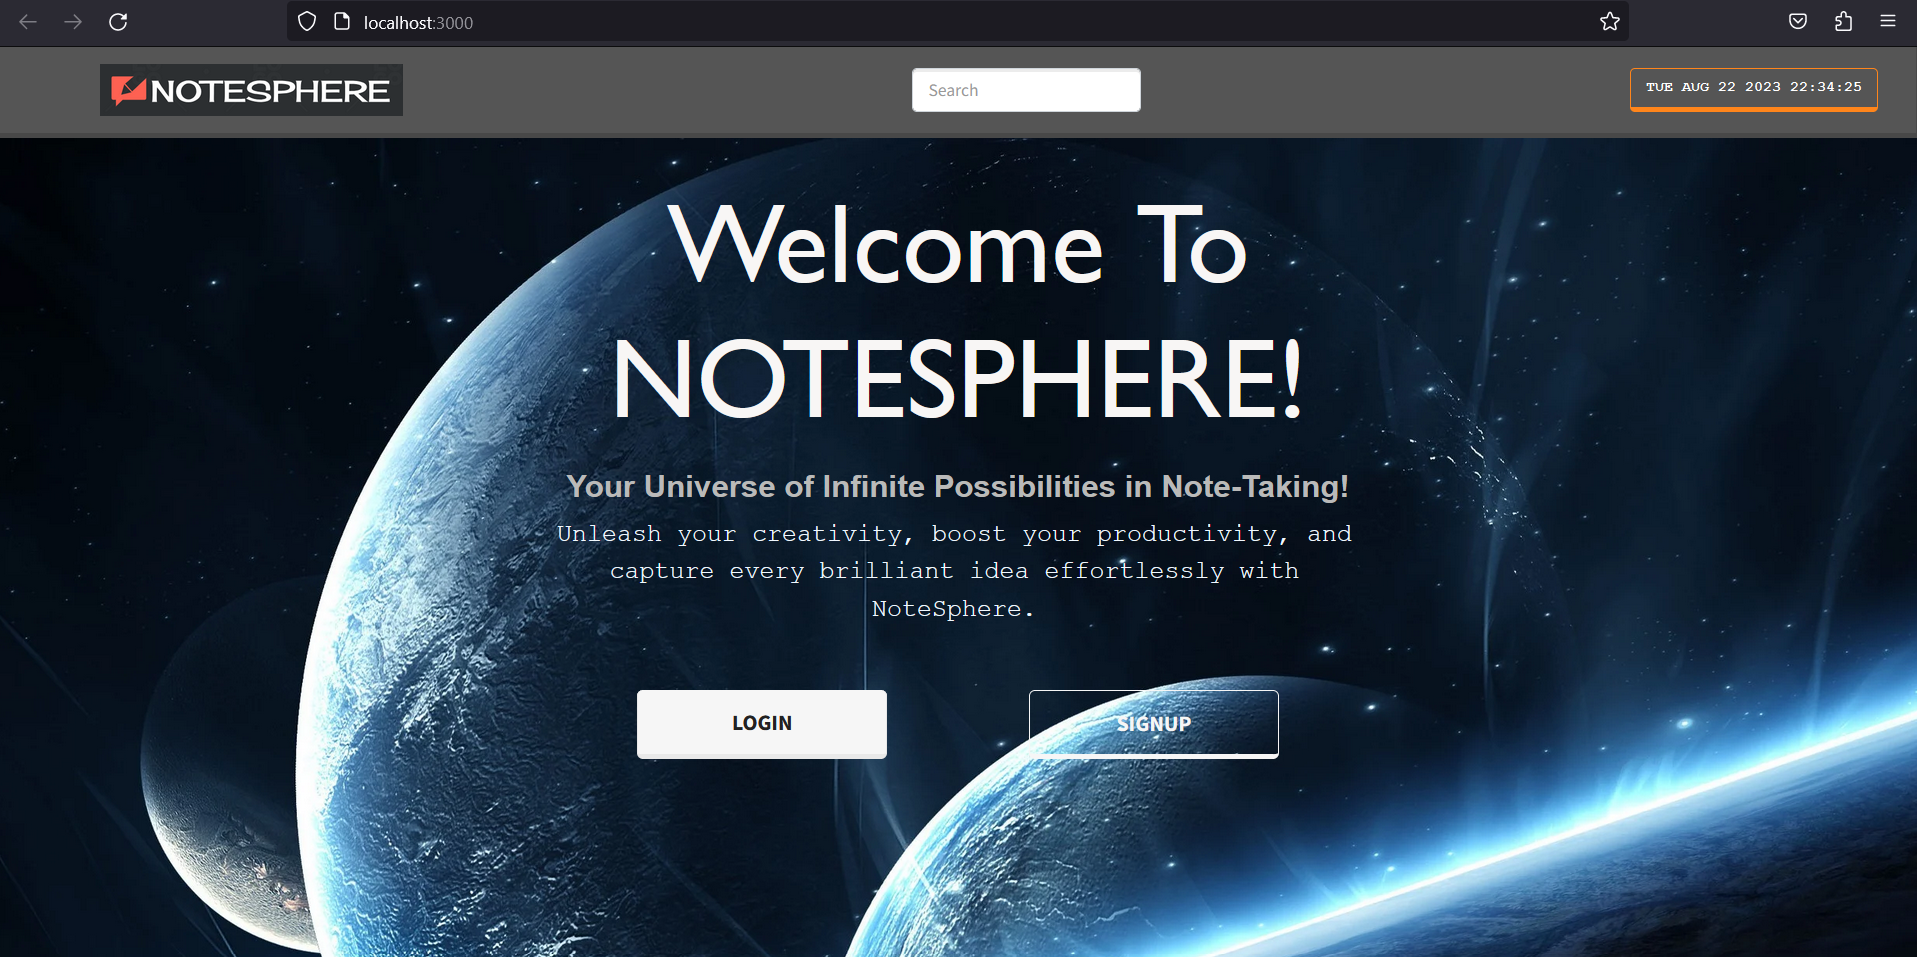 localhost:3000
NOTESPHERE
Search
TUE AUG 22 2023 22:34:25
Welcome To
NOTESPHERE!
Your Universe of Infinite Possibilities in Note-Taking!
Unleash your creativity, boost your productivity, and
capture every brilliant idea effortlessly with
NoteSphere.
LOGIN
SIGNUP